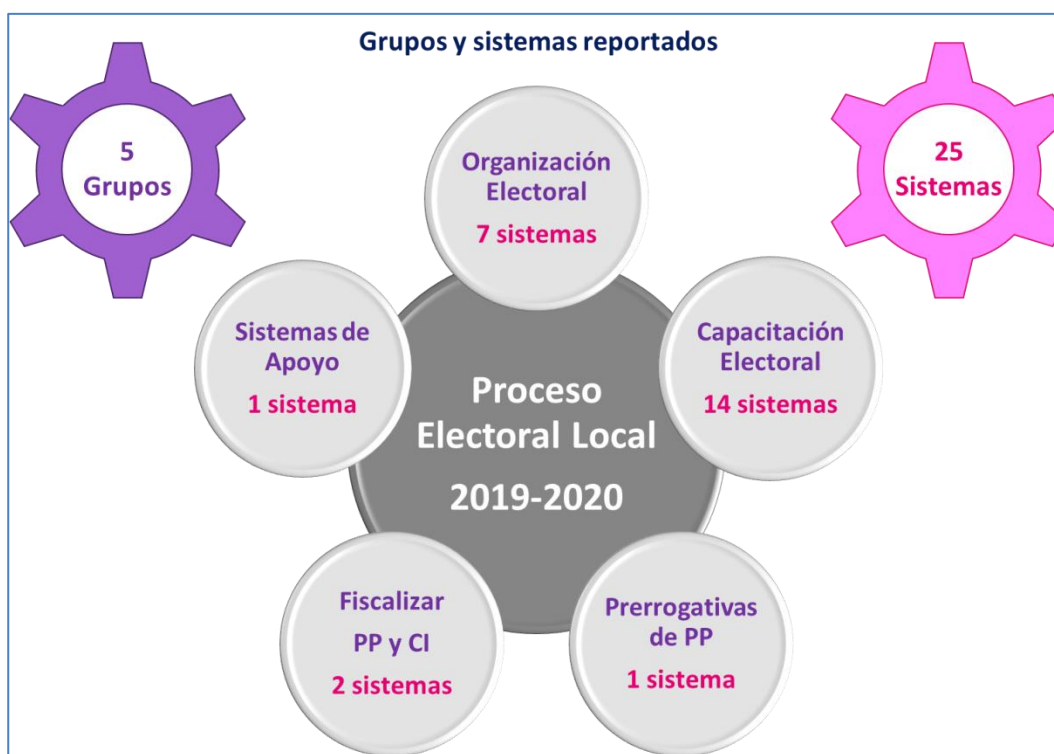 Grupos y sistemas reportados
5
Grupos
25
Sistemas
Organización
Electoral
7 sistemas
Sistemas de
Apoyo
1 sistema
Capacitación
Electoral
14 sistemas
Proceso
Electoral Local
2019-2020
Fiscalizar
PP y CI
2 sistemas
Prerrogativas
de PP
1 sistema